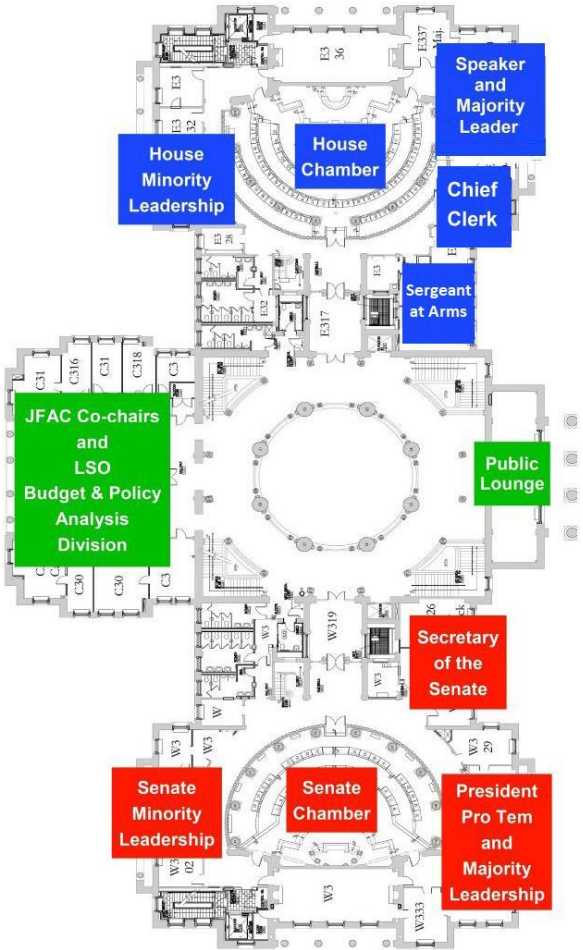 E3
36
E337
Maj.
E3
E3
32
Speaker
and
Majority
Leader
House
Chamber
House
Minority
Leadership
Chief
Clerk
E3
28
E3
E32
E317
Sergeant
at Arms
C31
C316
C31
C318
C3
JFAC Co-chairs
and
LSO
Budget & Policy
Analysis
Division
Public
Lounge
C30
C30
C3
W3
W319
26
Secretary
of the
Senate
W3
W
W3
W3
W3
29
Senate
Minority
Leadership
Senate
Chamber
President
Pro Tem
and
Majority
Leadership
W3
02
W3
W333